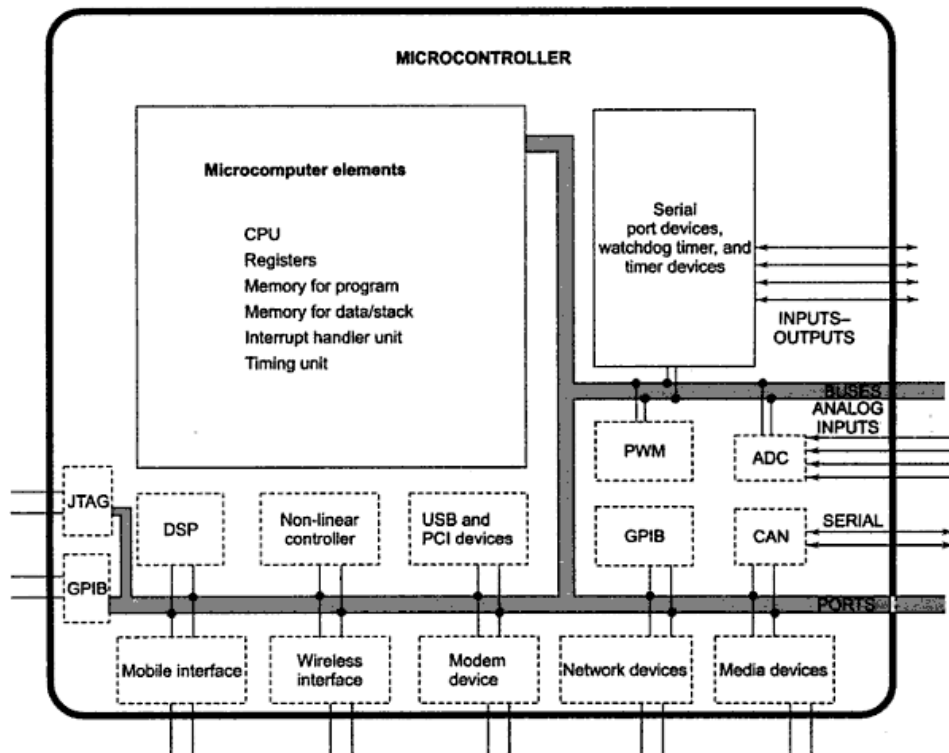 MICROCONTROLLER
Microcomputer elements
CPU
Registers
Memory for program
Memory for data/stack
Interrupt handler unit
Timing unit
Serial
port devices,
watchdog timer, and
timer devices
INPUTS–
OUTPUTS
BUSES
ANALOG
INPUTS
PWM
ADC
JTAG
DSP
Non-linear
controller
USB and
PCI devices
GPIB
CAN
SERIAL
GPIB
PORTS
Mobile interface
Wireless
interface
Modem
device
Network devices
Media devices